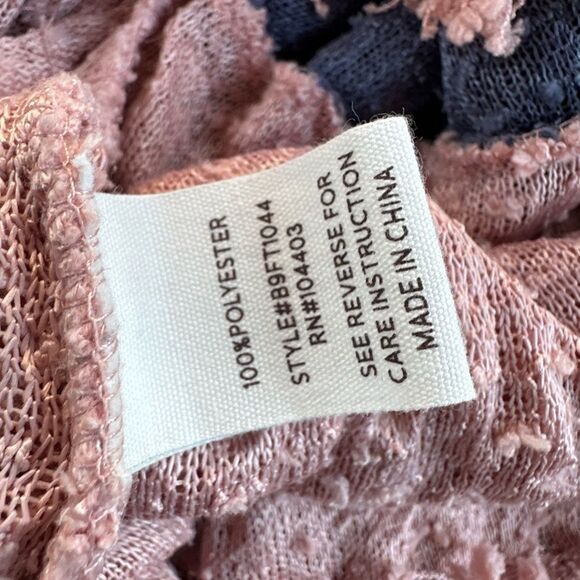 100%POLYESTER
STYLE#B9FT1044
RN#104403
SEE REVERSE FOR
CARE INSTRUCTION
MADE IN CHINA